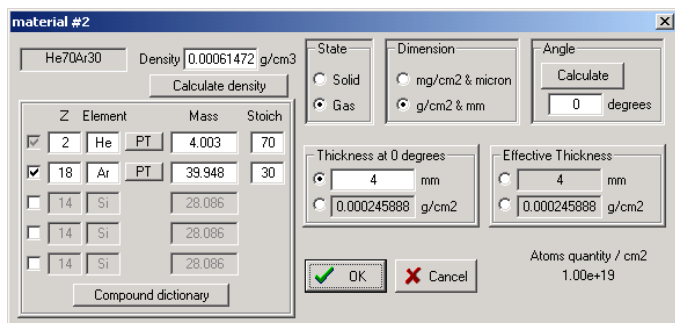 material #2
He70Ar30
Density 0.00061472 g/cm3
Calculate density
Z Element Mass Stoich
2 He PT 4.003 70
18 Ar PT 39.948 30
14 Si 28.086
14 Si 28.086
14 Si 28.086
Compound dictionary
State
Solid
Gas
Dimension
mg/cm2 & micron
g/cm2 & mm
Angle
Calculate
0 degrees
Thickness at 0 degrees
4 mm
0.000245888 g/cm2
Effective Thickness
4 mm
0.000245888 g/cm2
OK
Cancel
Atoms quantity / cm2
1.00e+19